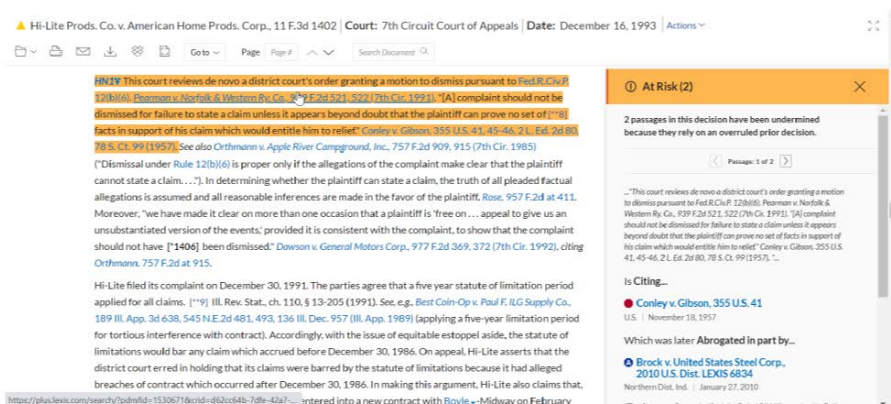 Hi-Lite Prods. Co. v. American Home Prods. Corp., 11 F.3d 1402 | Court: 7th Circuit Court of Appeals | Date: December 16, 1993 | Actions
Go to Page Page # Search Document
HN1 This court reviews de novo a district court's order granting a motion to dismiss pursuant to Fed.R.Civ.P.
12(b)(6). Pearman v. Norfolk & Western Ry. Co., 939 F.2d 521, 522 (7th Cir. 1991). "[A] complaint should not be
dismissed for failure to state a claim unless it appears beyond doubt that the plaintiff can prove no set of [**8]
facts in support of his claim which would entitle him to relief." Conley v. Gibson, 355 U.S. 41, 45-46, 2 L. Ed. 2d 80,
78 S. Ct. 99 (1957). See also Orthmann v. Apple River Campground, Inc., 757 F.2d 909, 915 (7th Cir. 1985)
("Dismissal under Rule 12(b)(6) is proper only if the allegations of the complaint make clear that the plaintiff
cannot state a claim. . . ."). In determining whether the plaintiff can state a claim, the truth of all pleaded factual
allegations is assumed and all reasonable inferences are made in the favor of the plaintiff. Rose, 957 F.2d at 411.
Moreover, "we have made it clear on more than one occasion that a plaintiff is 'free on . . . appeal to give us an
unsubstantiated version of the events,' provided it is consistent with the complaint, to show that the complaint
should not have [*1406] been dismissed." Dawson v. General Motors Corp., 977 F.2d 369, 372 (7th Cir. 1992), citing
Orthmann, 757 F.2d at 915.
Hi-Lite filed its complaint on December 30, 1991. The parties agree that a five year statute of limitation period
applied for all claims. [**9] Ill. Rev. Stat., ch. 110, § 13-205 (1991). See, e.g., Best Coin-Op v. Paul F. ILG Supply Co.,
189 Ill. App. 3d 638, 545 N.E.2d 481, 493, 136 Ill. Dec. 957 (Ill. App. 1989) (applying a five-year limitation period
for tortious interference with contract). Accordingly, with the issue of equitable estoppel aside, the statute of
limitations would bar any claim which accrued before December 30, 1986. On appeal, Hi-Lite asserts that the
district court erred in holding that its claims were barred by the statute of limitations because it had alleged
breaches of contract which occurred after December 30, 1986. In making this argument, Hi-Lite also claims that,
entered into a new contract with Boyle-Midway on February
At Risk (2)
2 passages in this decision have been undermined
because they rely on an overruled prior decision.
Passage: 1 of 2
..."This court reviews de novo a district court's order granting a motion
to dismiss pursuant to Fed.R.Civ.P. 12(b)(6). Pearman v. Norfolk &
Western Ry. Co., 939 F.2d 521, 522 (7th Cir. 1991). "[A] complaint
should not be dismissed for failure to state a claim unless it appears
beyond doubt that the plaintiff can prove no set of facts in support of
his claim which would entitle him to relief." Conley v. Gibson, 355 U.S.
41, 45-46, 2 L. Ed. 2d 80, 78 S. Ct. 99 (1957). "...
Is Citing...
Conley v. Gibson, 355 U.S. 41
U.S. | November 18, 1957
Which was later Abrogated in part by...
Brock v. United States Steel Corp.,
2010 U.S. Dist. LEXIS 6834
Northern Dist. Ind. | January 27, 2010